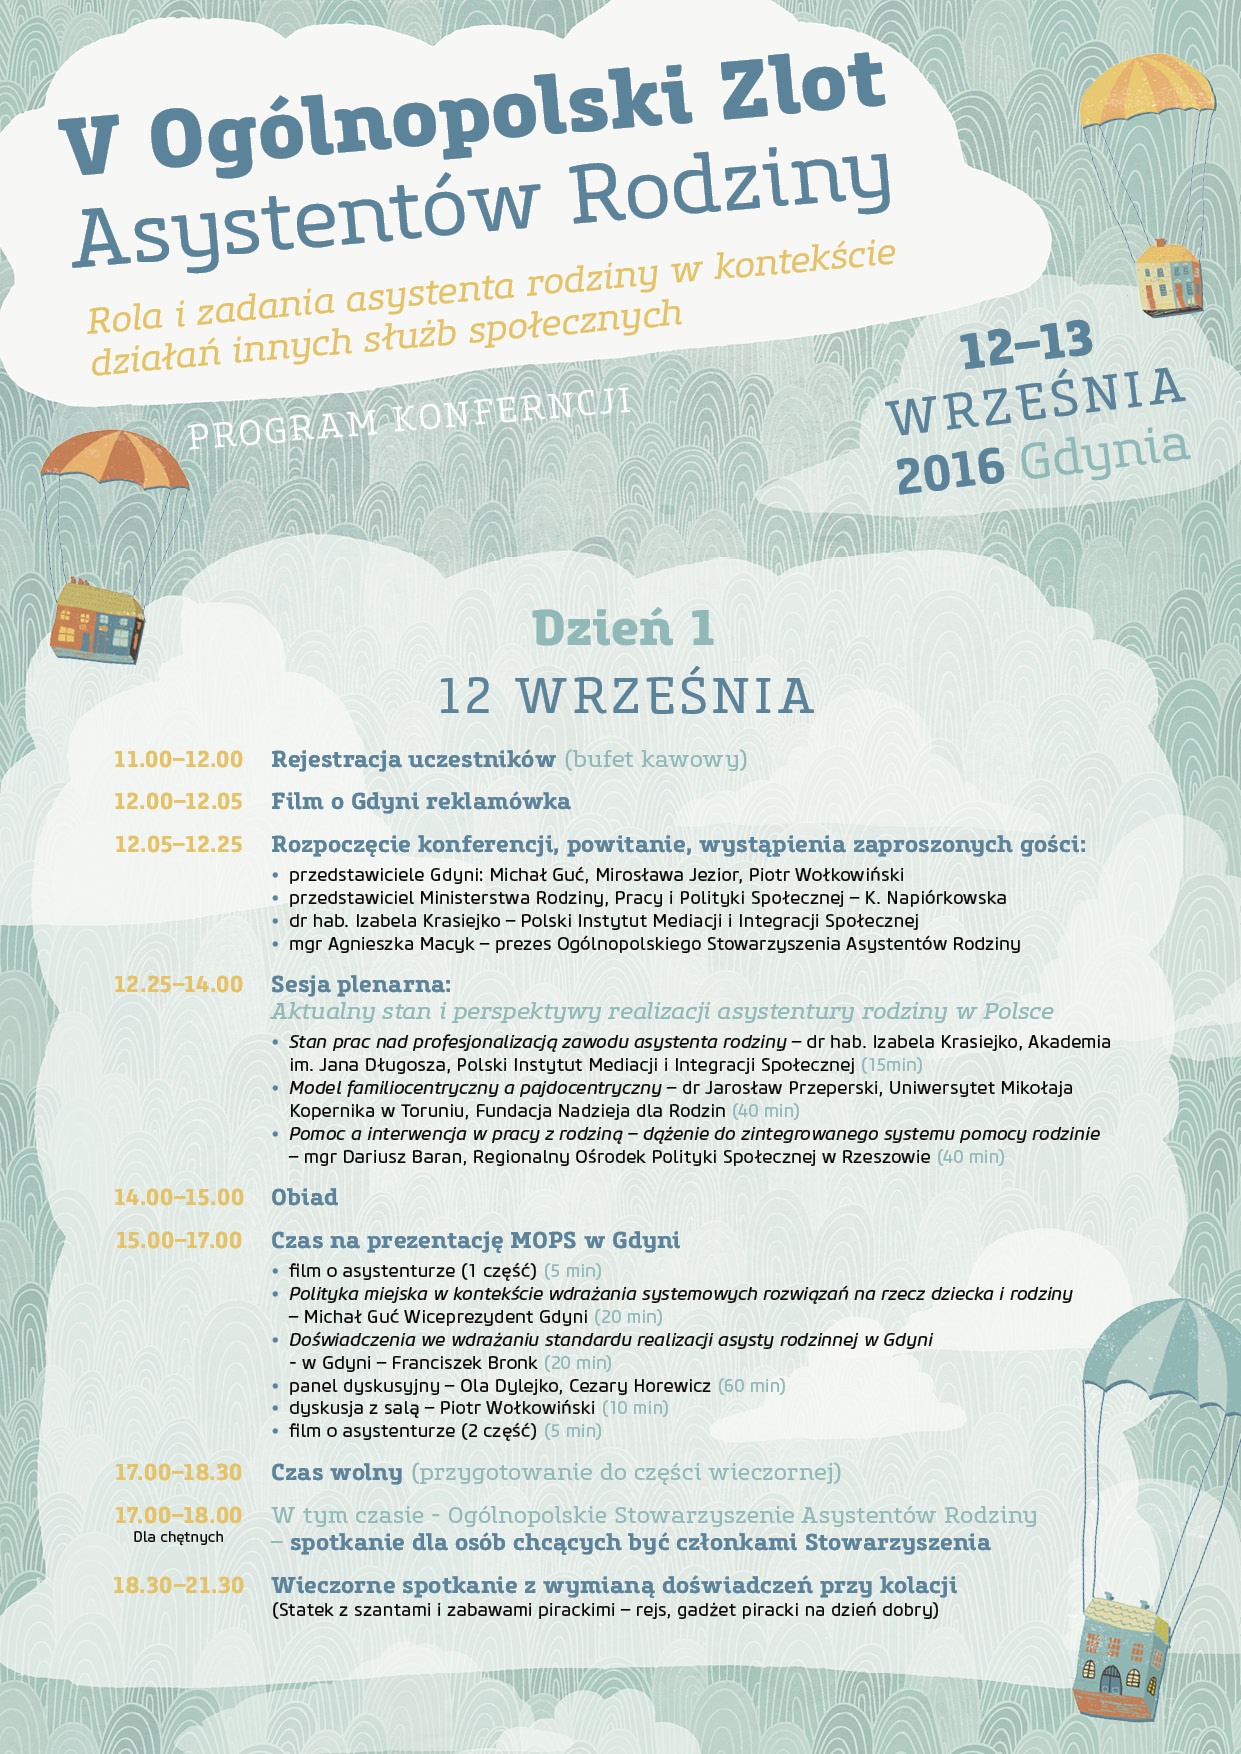 V Ogólnopolski Zlot
Asystentów Rodziny
Rola i zadania asystenta rodziny w kontekście
działań innych służb społecznych
PROGRAM KONFERNCJI
12–13
WRZEŚNIA
2016 Gdynia
Dzień 1
12 WRZEŚNIA
11.00–12.00 Rejestracja uczestników (bufet kawowy)
12.00–12.05 Film o Gdyni reklamówka
12.05–12.25 Rozpoczęcie konferencji, powitanie, wystąpienia zaproszonych gości:
• przedstawiciele Gdyni: Michał Guć, Mirosława Jezior, Piotr Wołkowiński
• przedstawiciel Ministerstwa Rodziny, Pracy i Polityki Społecznej – K. Napiórkowska
• dr hab. Izabela Krasiejko – Polski Instytut Mediacji i Integracji Społecznej
• mgr Agnieszka Macyk – prezes Ogólnopolskiego Stowarzyszenia Asystentów Rodziny
12.25–14.00 Sesja plenarna:
Aktualny stan i perspektywy realizacji asystentury rodziny w Polsce
• Stan prac nad profesjonalizacją zawodu asystenta rodziny – dr hab. Izabela Krasiejko, Akademia
im. Jana Długosza, Polski Instytut Mediacji i Integracji Społecznej (15min)
• Model familiocentryczny a pajdocentryczny – dr Jarosław Przeperski, Uniwersytet Mikołaja
Kopernika w Toruniu, Fundacja Nadzieja dla Rodzin (40 min)
• Pomoc a interwencja w pracy z rodziną – dążenie do zintegrowanego systemu pomocy rodzinie
– mgr Dariusz Baran, Regionalny Ośrodek Polityki Społecznej w Rzeszowie (40 min)
14.00–15.00 Obiad
15.00–17.00 Czas na prezentację MOPS w Gdyni
• film o asystenturze (1 część) (5 min)
• Polityka miejska w kontekście wdrażania systemowych rozwiązań na rzecz dziecka i rodziny
– Michał Guć Wiceprezydent Gdyni (20 min)
• Doświadczenia we wdrażaniu standardu realizacji asysty rodzinnej w Gdyni
- w Gdyni – Franciszek Bronk (20 min)
• panel dyskusyjny – Ola Dylejko, Cezary Horewicz (60 min)
• dyskusja z salą – Piotr Wołkowiński (10 min)
• film o asystenturze (2 część) (5 min)
17.00–18.30 Czas wolny (przygotowanie do części wieczornej)
17.00–18.00 W tym czasie - Ogólnopolskie Stowarzyszenie Asystentów Rodziny
Dla chętnych – spotkanie dla osób chcących być członkami Stowarzyszenia
18.30–21.30 Wieczorne spotkanie z wymianą doświadczeń przy kolacji
(Statek z szantami i zabawami pirackimi – rejs, gadżet piracki na dzień dobry)